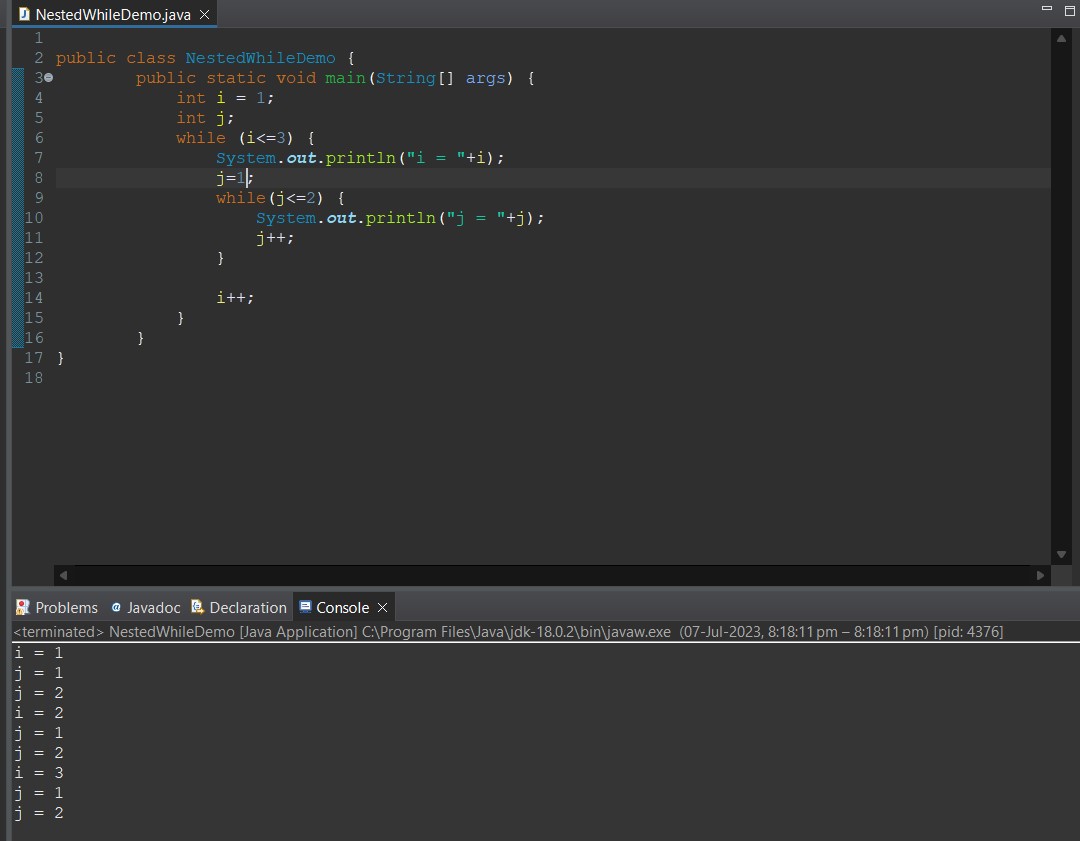 NestedWhileDemo.java
1
2 public class NestedWhileDemo {
3 public static void main(String[] args) {
4 int i = 1;
5 int j;
6 while (i<=3) {
7 System.out.println("i = "+i);
8 j=1;
9 while(j<=2) {
10 System.out.println("j = "+j);
11 j++;
12 }
13
14 i++;
15 }
16 }
17 }
18
Problems Javadoc Declaration Console
<terminated> NestedWhileDemo [Java Application] C:\Program Files\Java\jdk-18.0.2\bin\javaw.exe (07-Jul-2023, 8:18:11 pm – 8:18:11 pm) [pid: 4376]
i = 1
j = 1
j = 2
i = 2
j = 1
j = 2
i = 3
j = 1
j = 2